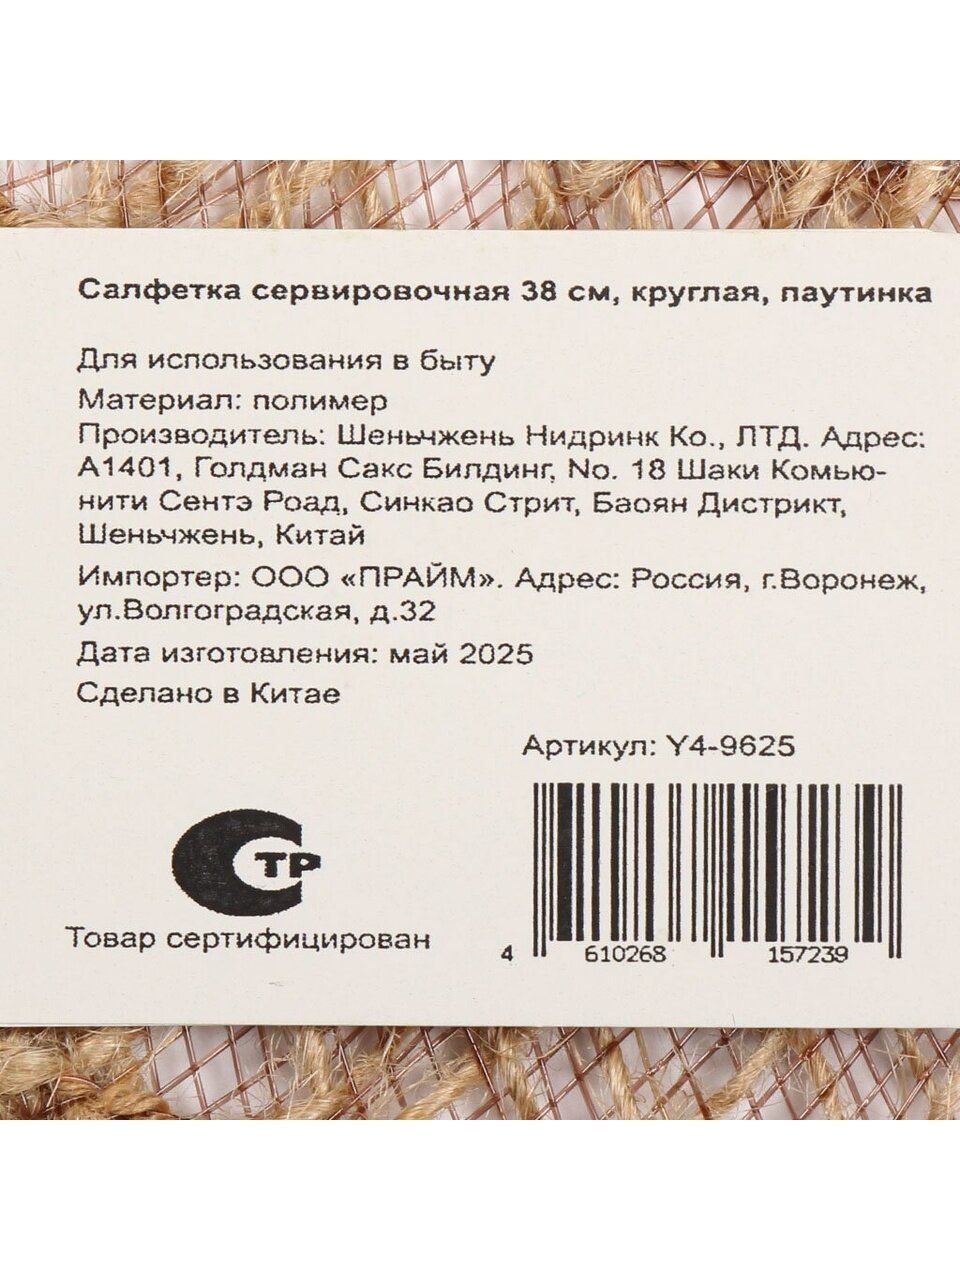 Салфетка сервировочная 38 см, круглая, паутинка
Для использования в быту
Материал: полимер
Производитель: Шеньчжень Нидринк Ко., ЛТД. Адрес:
А1401, Голдман Сакс Билдинг, No. 18 Шаки Комью-
нити Сентэ Роад, Синкао Стрит, Баоян Дистрикт,
Шеньчжень, Китай
Импортер: ООО «ПРАЙМ». Адрес: Россия, г.Воронеж,
ул.Волгоградская, д.32
Дата изготовления: май 2025
Сделано в Китае
Артикул: Y4-9625
ТР
Товар сертифицирован
4 610268 157239